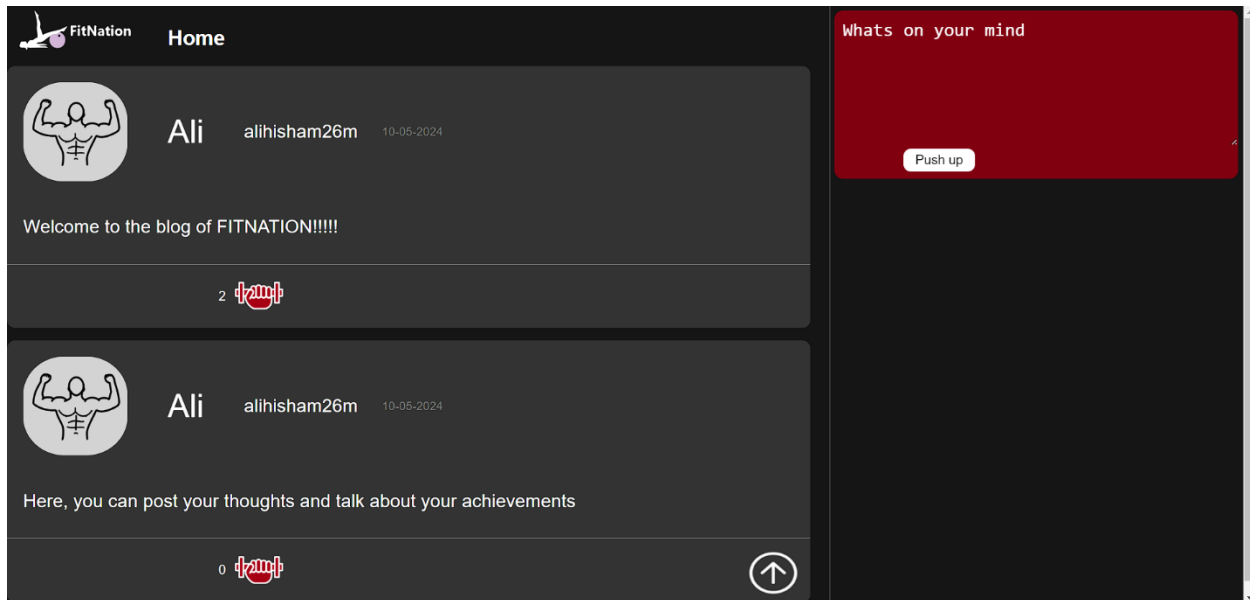 FitNation
Home
Ali alihisham26m 10-05-2024
Welcome to the blog of FITNATION!!!!!
2
Ali alihisham26m 10-05-2024
Here, you can post your thoughts and talk about your achievements
0
Whats on your mind
Push up